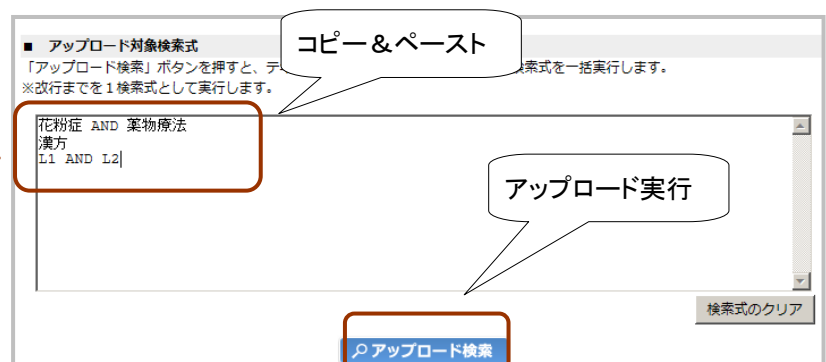 コピー＆ペースト
■ アップロード対象検索式
「アップロード検索」ボタンを押すと、テ 索式を一括実行します。
※改行までを１検索式として実行します。
花粉症 AND 薬物療法
漢方
L1 AND L2
アップロード実行
検索式のクリア
アップロード検索